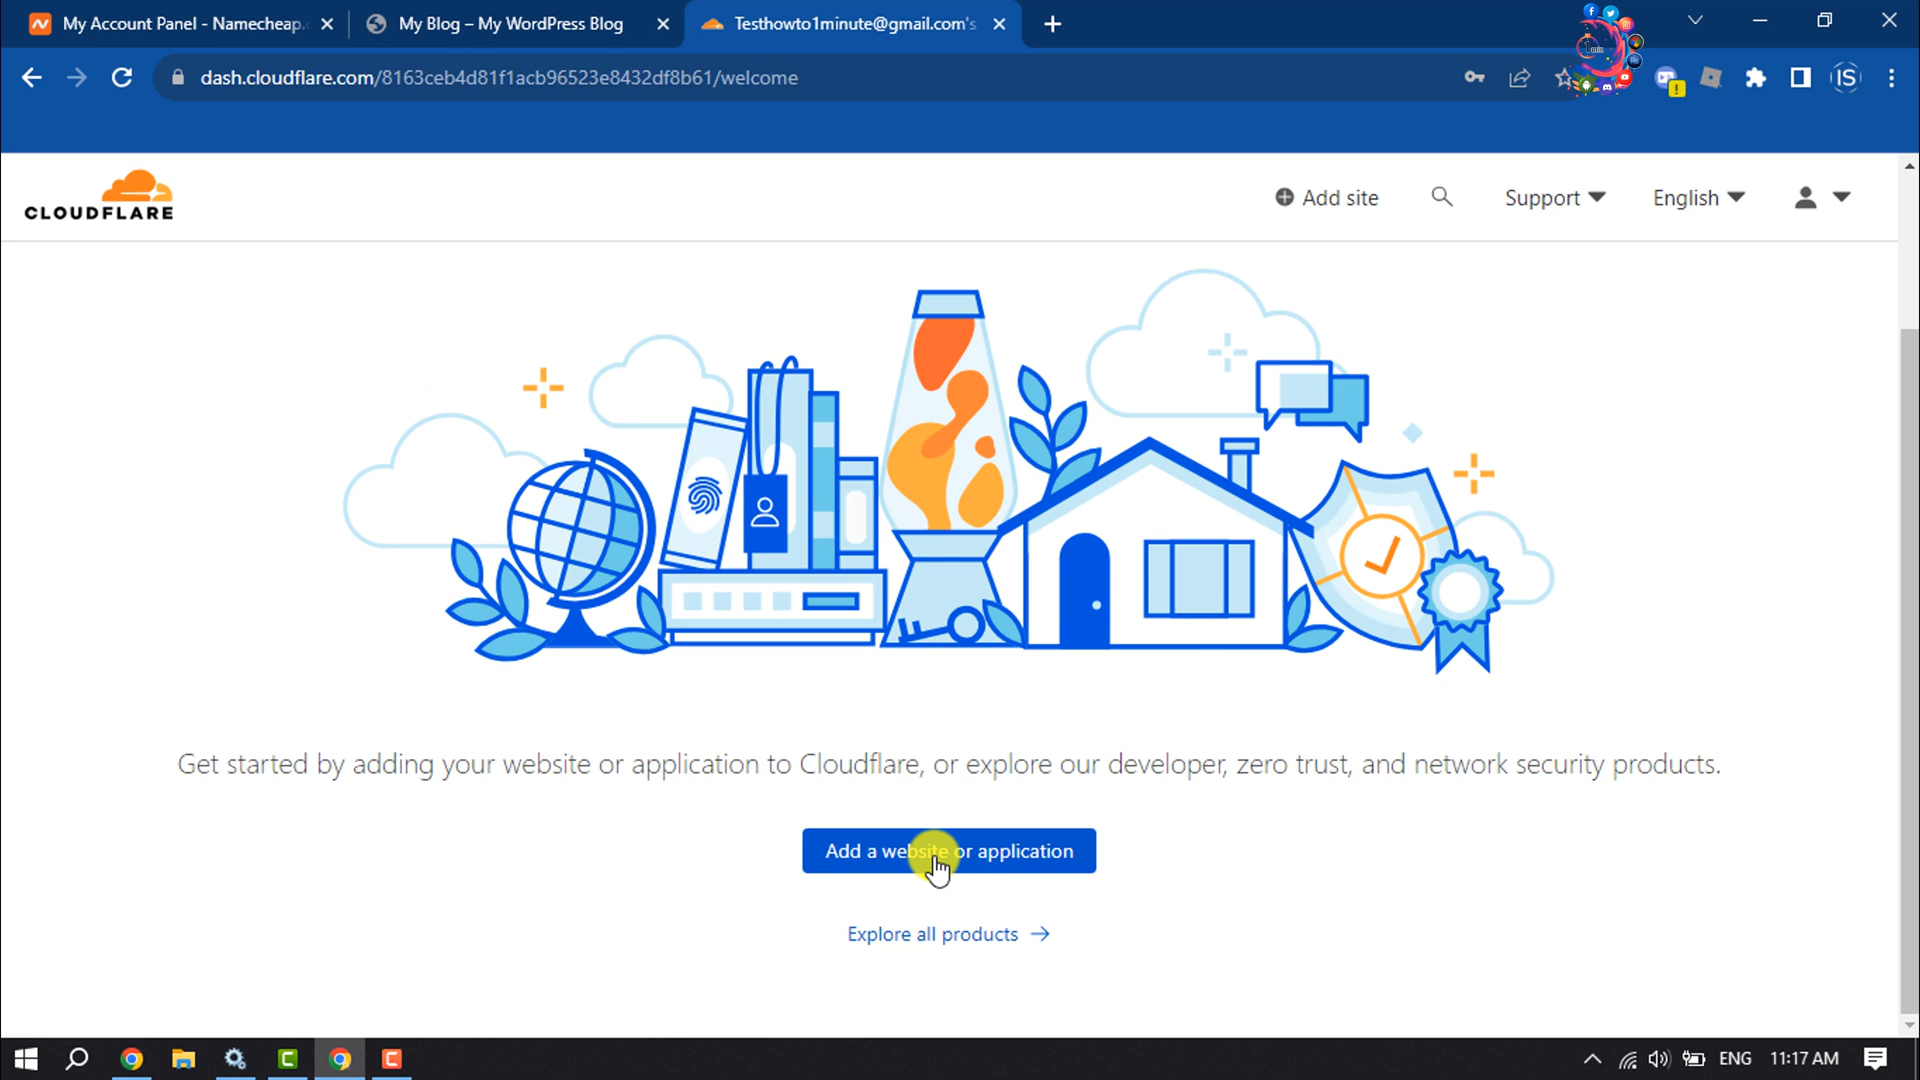 My Account Panel - Namecheap.
My Blog – My WordPress Blog
Testhowto1minute@gmail.com's
dash.cloudflare.com/8163ceb4d81f1acb96523e8432df8b61/welcome
1min
IS
CLOUDFLARE
Add site
Support
English
Get started by adding your website or application to Cloudflare, or explore our developer, zero trust, and network security products.
Add a website or application
Explore all products
ENG
11:17 AM